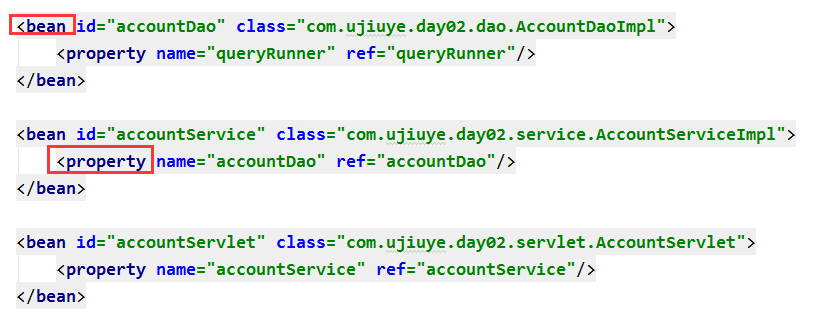 <bean id="accountDao" class="com.ujiuye.day02.dao.AccountDaoImpl">
    <property name="queryRunner" ref="queryRunner"/>
</bean>
<bean id="accountService" class="com.ujiuye.day02.service.AccountServiceImpl">
    <property name="accountDao" ref="accountDao"/>
</bean>
<bean id="accountServlet" class="com.ujiuye.day02.servlet.AccountServlet">
    <property name="accountService" ref="accountService"/>
</bean>